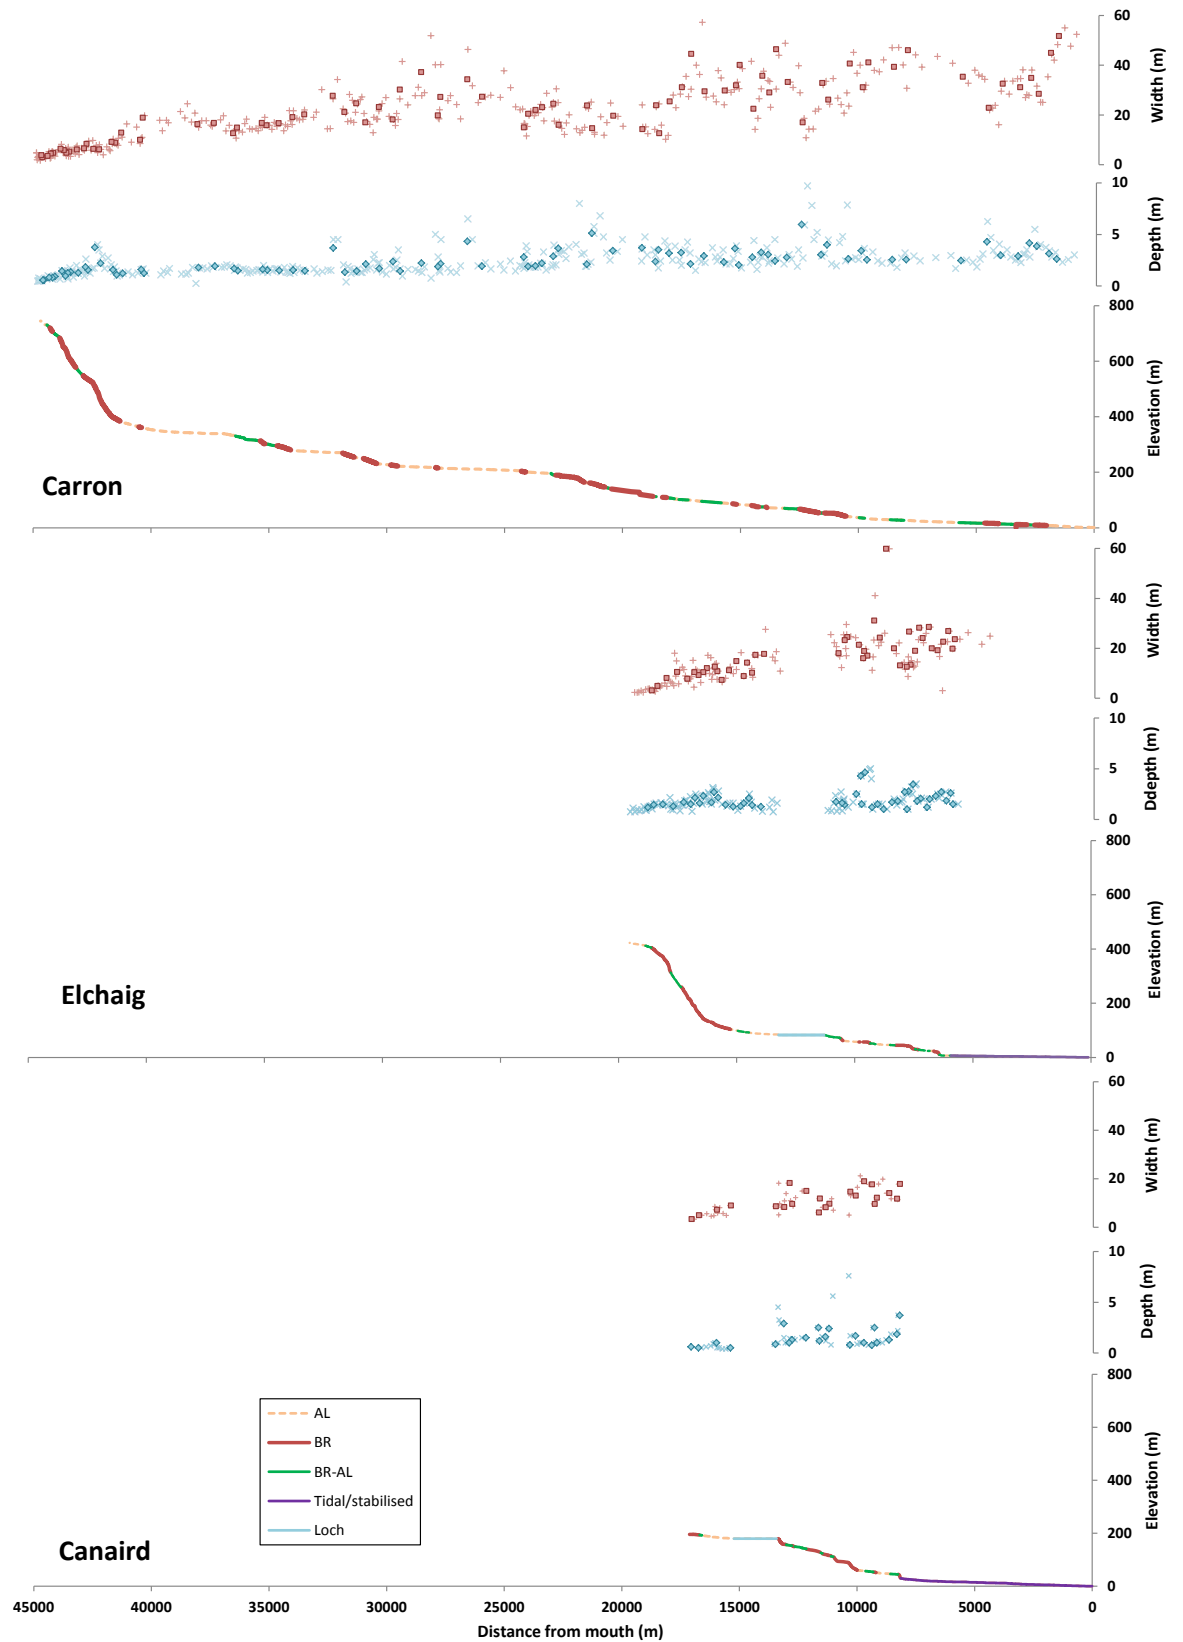 60
40
20
0
Width (m)
10
5
0
Depth (m)
800
600
400
200
0
Elevation (m)
Carron
60
40
20
0
Width (m)
10
5
0
Ddepth (m)
800
600
400
200
0
Elevation (m)
Elchaig
60
40
20
0
Width (m)
10
5
0
Depth (m)
800
600
400
200
0
Elevation (m)
AL
BR
BR-AL
Tidal/stabilised
Loch
Canaird
45000 40000 35000 30000 25000 20000 15000 10000 5000 0
Distance from mouth (m)